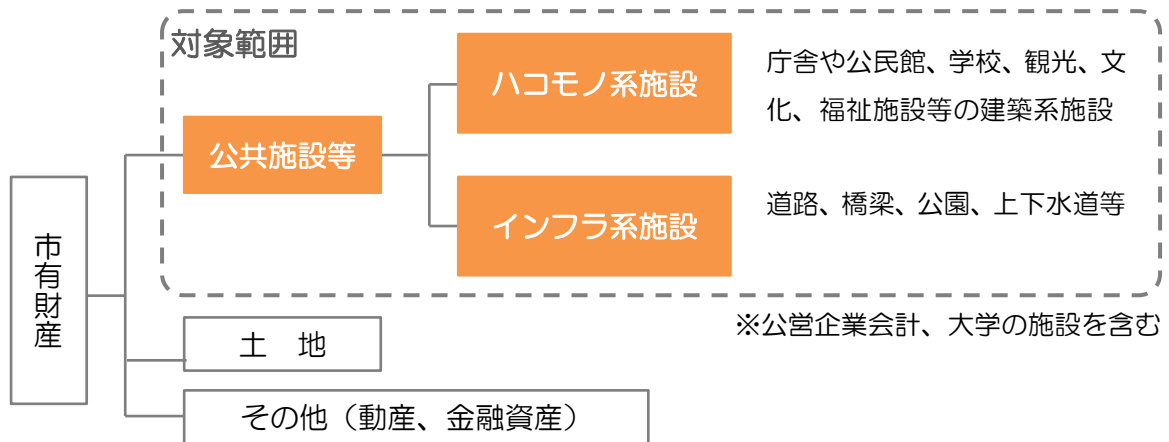 対象範囲
ハコモノ系施設
庁舎や公民館、学校、観光、文
化、福祉施設等の建築系施設
公共施設等
インフラ系施設
道路、橋梁、公園、上下水道等
市有財産
※公営企業会計、大学の施設を含む
土　地
その他（動産、金融資産）